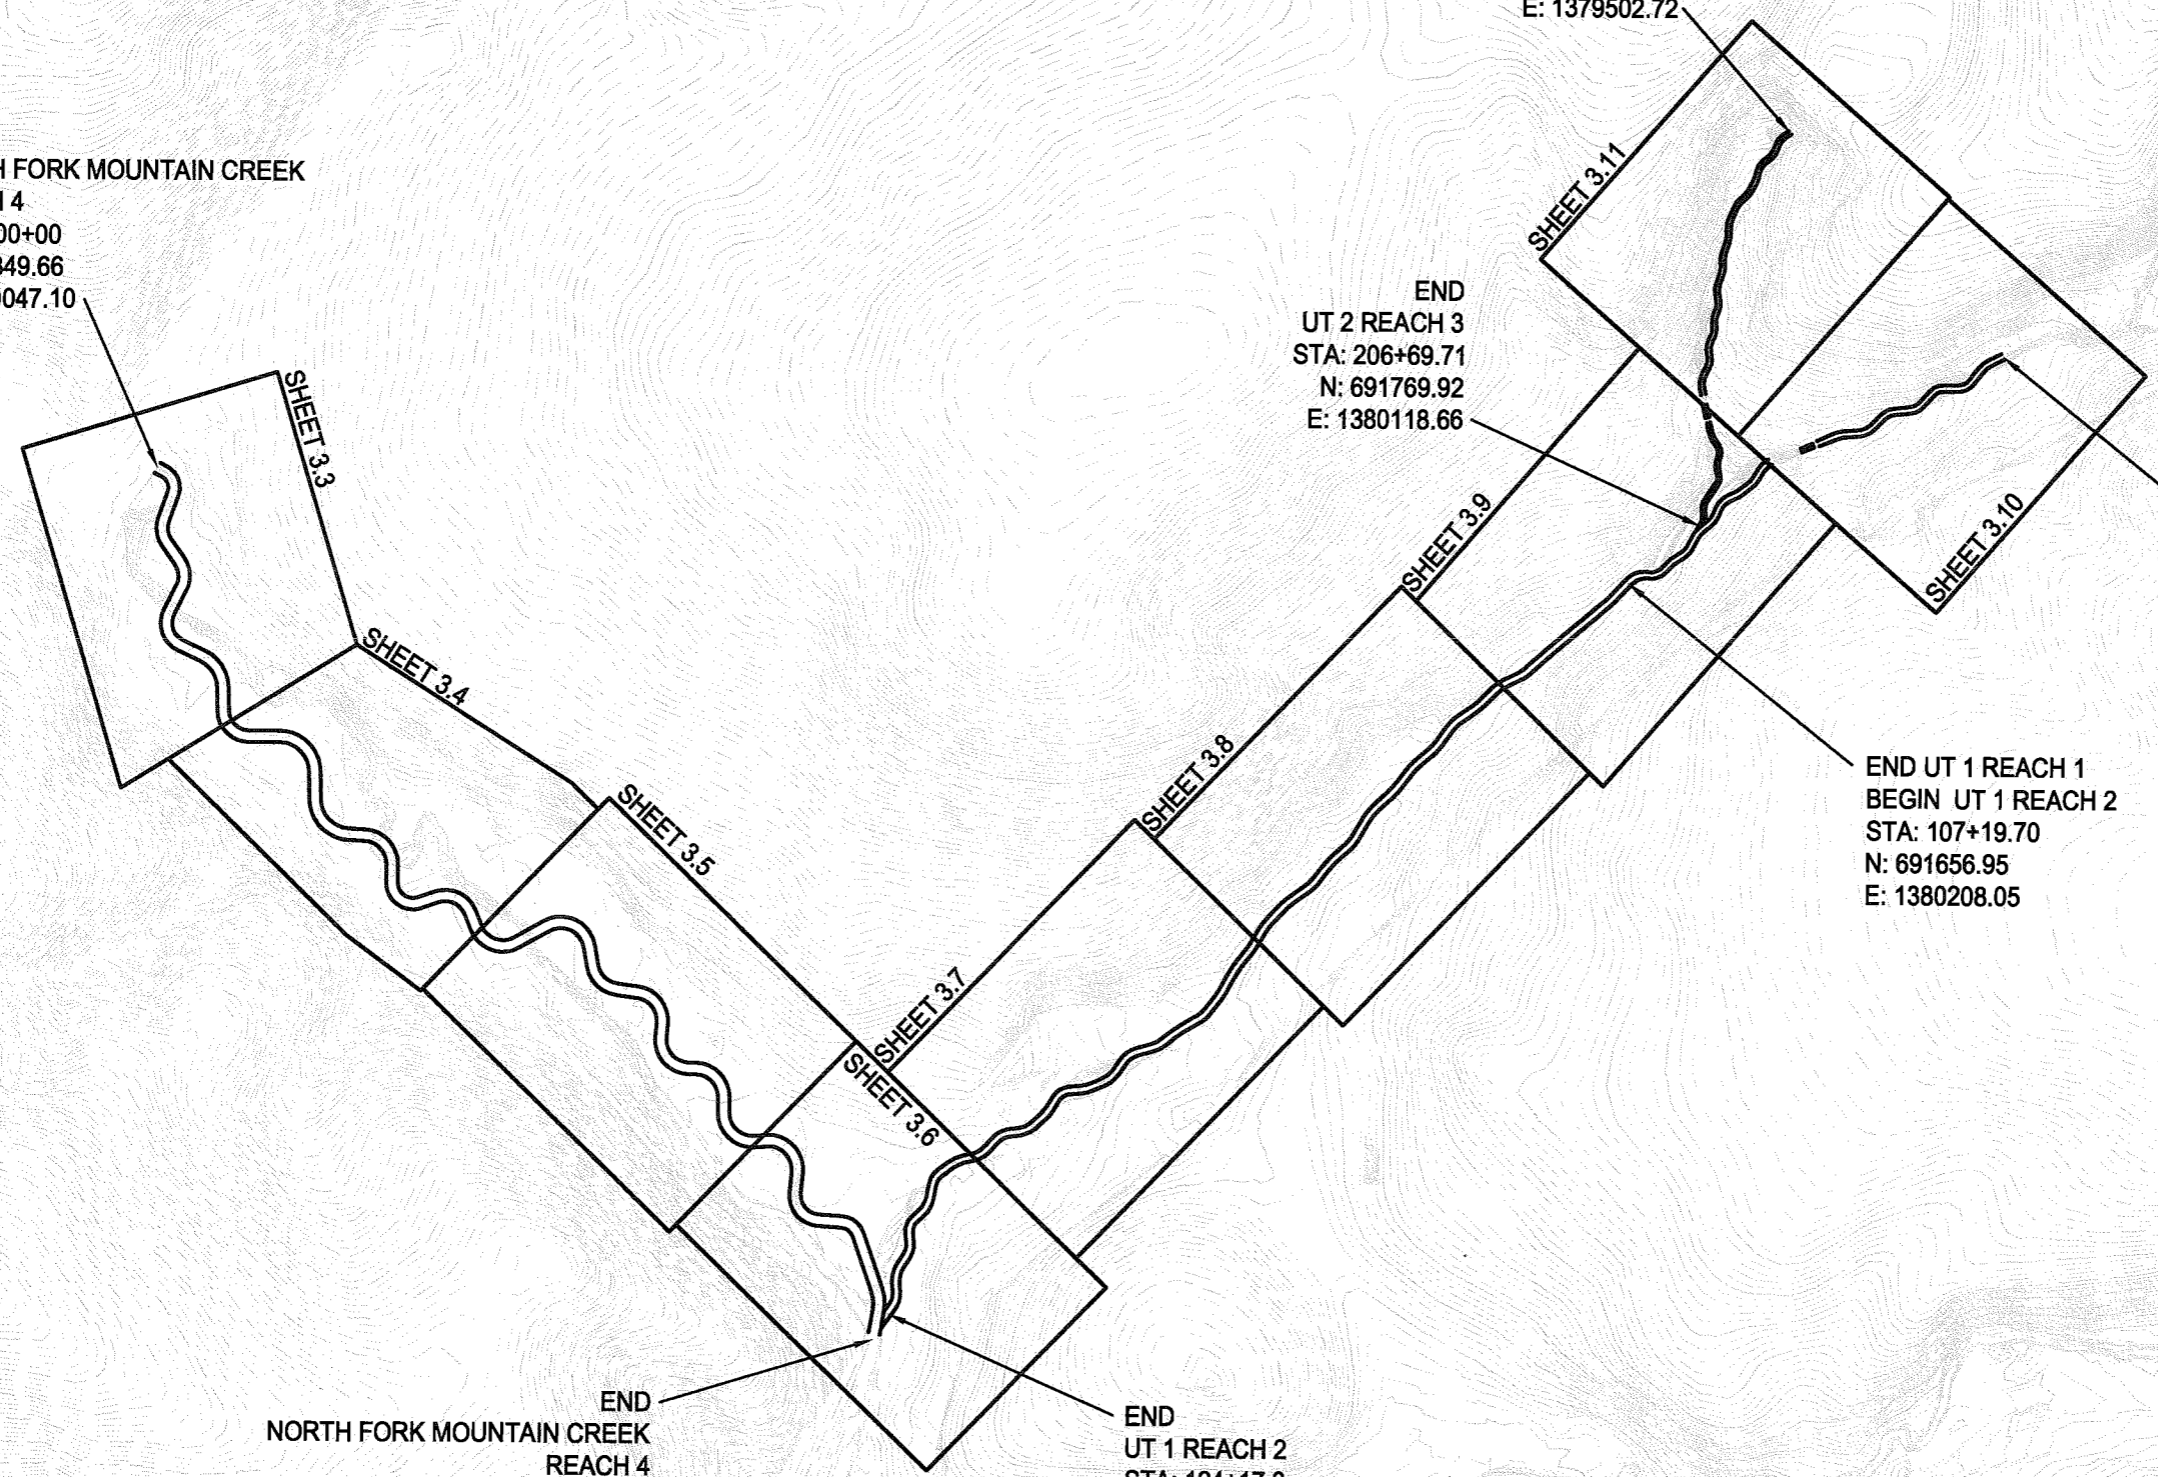 E: 1379502.72
FORK MOUNTAIN CREEK
4
00+00
349.66
047.10
SHEET 3.11
END
UT 2 REACH 3
STA: 206+69.71
N: 691769.92
E: 1380118.66
SHEET 3.3
SHEET 3.9
SHEET 3.10
SHEET 3.4
SHEET 3.8
SHEET 3.5
END UT 1 REACH 1
BEGIN UT 1 REACH 2
STA: 107+19.70
N: 691656.95
E: 1380208.05
SHEET 3.7
SHEET 3.6
END
NORTH FORK MOUNTAIN CREEK
REACH 4
END
UT 1 REACH 2